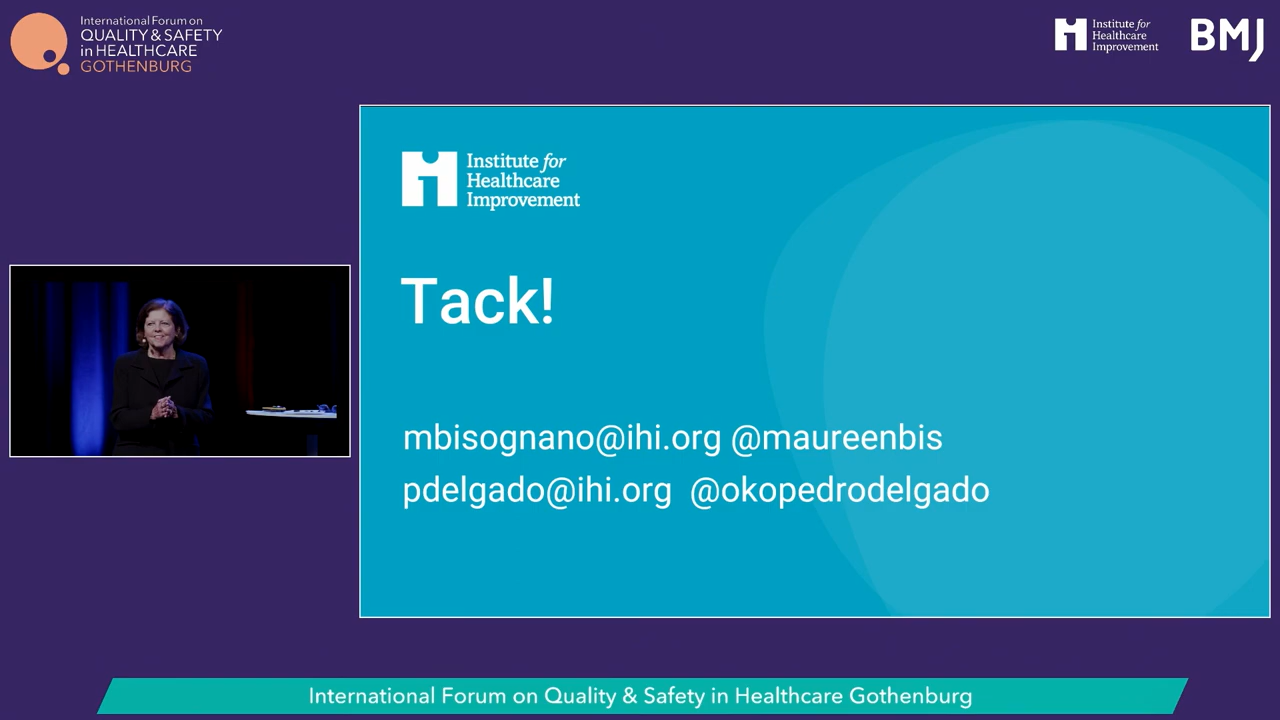 International Forum on
QUALITY & SAFETY
in HEALTHCARE
GOTHENBURG
Institute for
Healthcare
Improvement
BMJ
Institute for
Healthcare
Improvement
Tack!
mbisognano@ihi.org @maureenbis
pdelgado@ihi.org @okopedrodelgado
International Forum on Quality & Safety in Healthcare Gothenburg